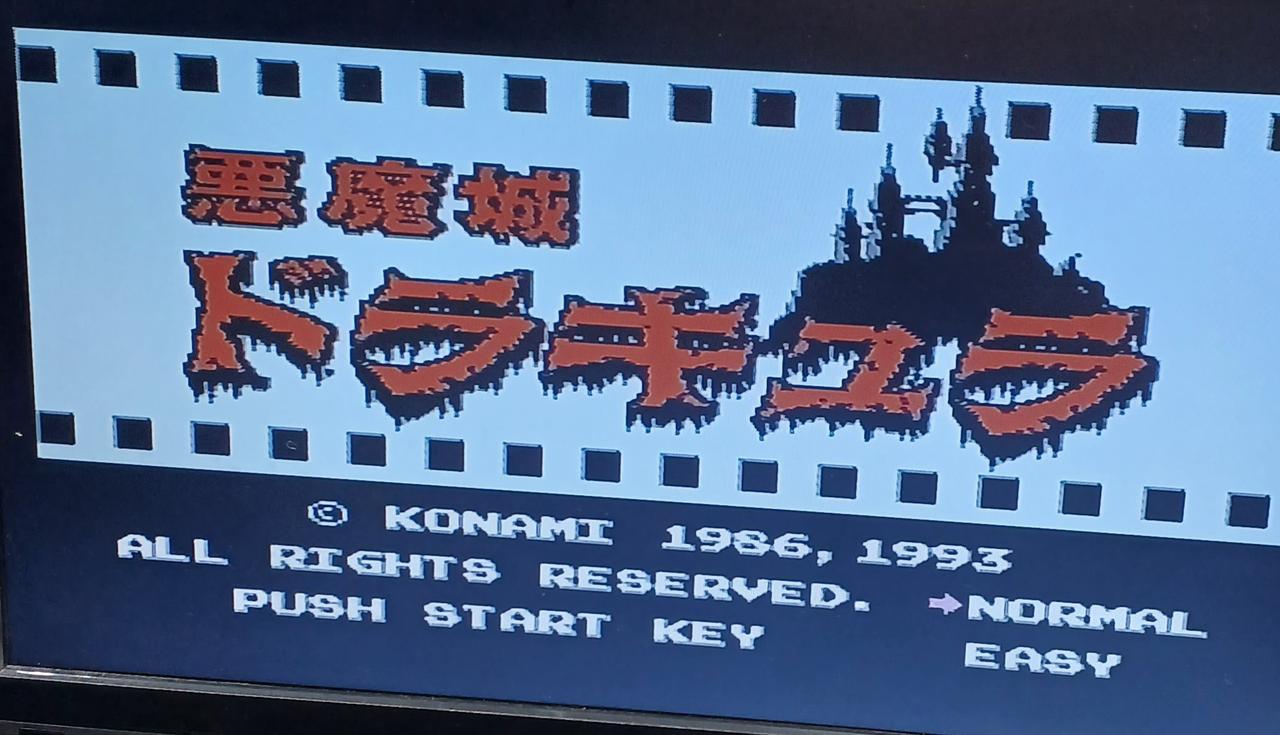 悪魔城
ドラキュラ
© KONAMI 1986, 1993
ALL RIGHTS RESERVED.
PUSH START KEY
→NORMAL
EASY